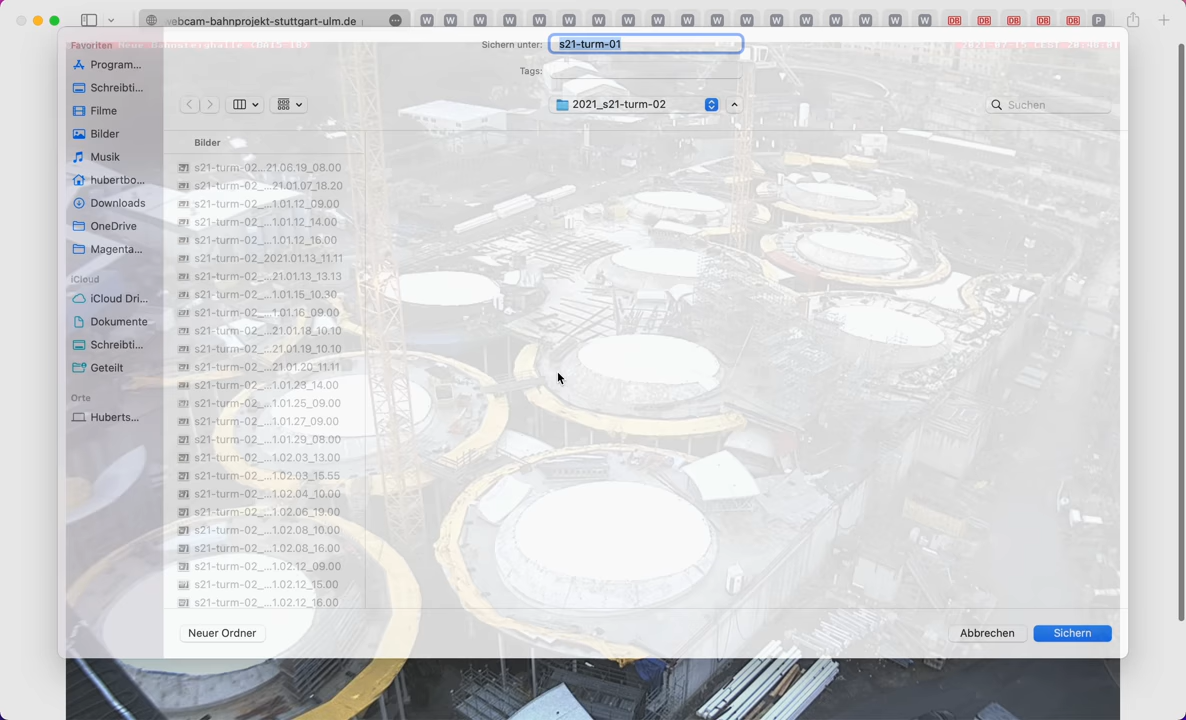 webcam-bahnprojekt-stuttgart-ulm.de
W W W W W W W W W W W W W W W W W W DB DB DB DB DB P
Favoriten
Sichern unter: s21-turm-01
Program...
Tags:
Schreibti...
2021_s21-turm-02
Suchen
Filme
Bilder
Musik
hubertbo...
Downloads
OneDrive
Magenta...
iCloud
iCloud Dri...
Dokumente
Schreibti...
Geteilt
Orte
Huberts...
Bilder
s21-turm-02...21.06.19_08.00
s21-turm-02_...21.01.07_18.20
s21-turm-02_...1.01.12_09.00
s21-turm-02_...1.01.12_14.00
s21-turm-02_...1.01.12_16.00
s21-turm-02_2021.01.13_11.11
s21-turm-02_...21.01.13_13.13
s21-turm-02_...1.01.15_10.30
s21-turm-02_...1.01.16_09.00
s21-turm-02_...21.01.18_10.10
s21-turm-02_...21.01.19_10.10
s21-turm-02_...21.01.20_11.11
s21-turm-02_...1.01.23_14.00
s21-turm-02_...1.01.25_09.00
s21-turm-02_...1.01.27_09.00
s21-turm-02_...1.01.29_08.00
s21-turm-02_...1.02.03_13.00
s21-turm-02_...1.02.03_15.55
s21-turm-02_...1.02.04_10.00
s21-turm-02_...1.02.06_19.00
s21-turm-02_...1.02.08_10.00
s21-turm-02_...1.02.08_16.00
s21-turm-02_...1.02.12_09.00
s21-turm-02_...1.02.12_15.00
s21-turm-02_...1.02.12_16.00
Neuer Ordner
Abbrechen
Sichern